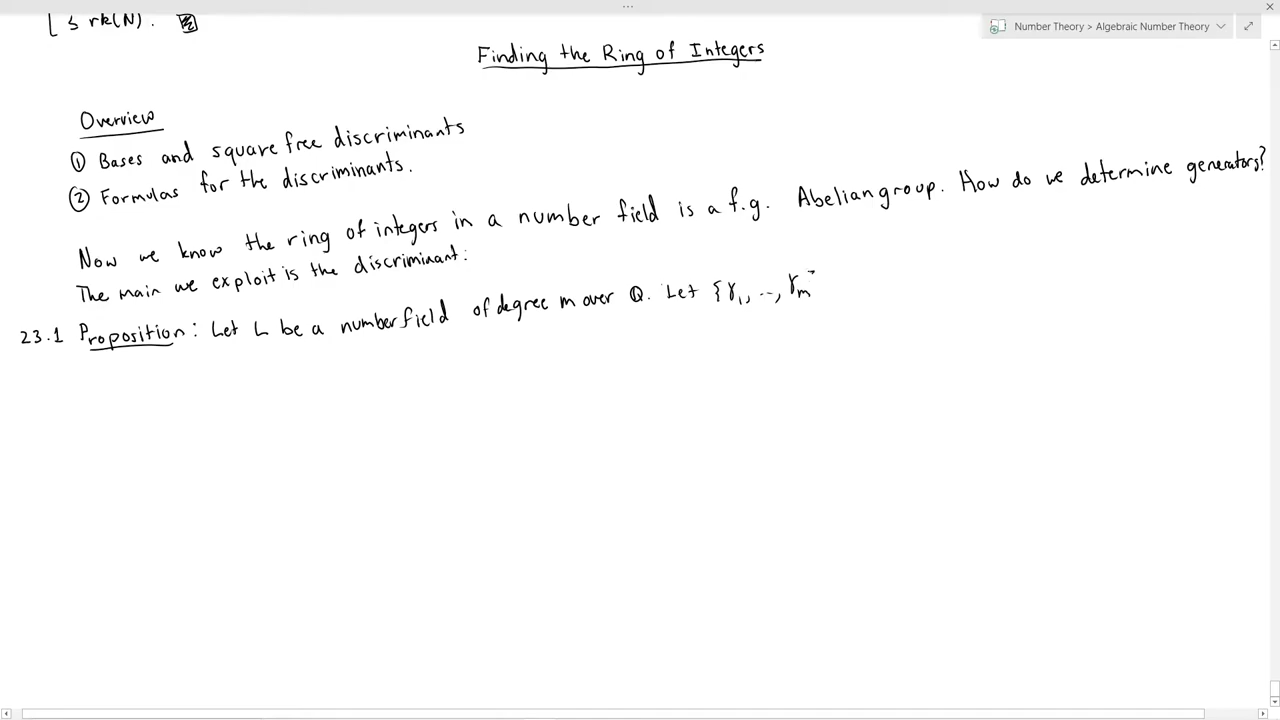 Number Theory > Algebraic Number Theory
≤ rk(N).
Finding the Ring of Integers
Overview
① Bases and square free discriminants
② Formulas for the discriminants.
Now we know the ring of integers in a number field is a f.g. Abelian group. How do we determine generators?
The main we exploit is the discriminant:
23.1 Proposition: Let L be a number field of degree m over Q. Let {γ₁, ..., γₘ